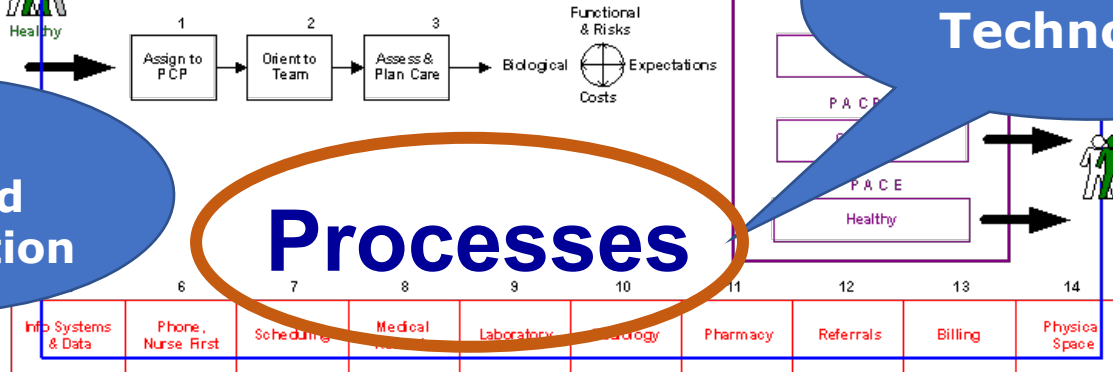 Healthy
1
2
3
Assign to
PCP
Orient to
Team
Assess &
Plan Care
Biological
Functional
& Risks
Expectations
Costs
Techno
PACE
PACE
Healthy
d
tion
Processes
6
7
8
9
10
11
12
13
14
Info Systems
& Data
Phone,
Nurse First
Scheduling
Medical
Laboratory
Pharmacy
Referrals
Billing
Physica
Space